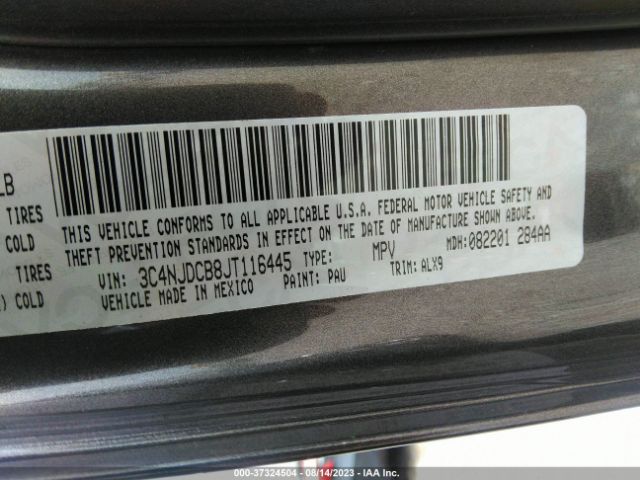 LB
TIRES
COLD
TIRES
) COLD
THIS VEHICLE CONFORMS TO ALL APPLICABLE U.S.A. FEDERAL MOTOR VEHICLE SAFETY AND
THEFT PREVENTION STANDARDS IN EFFECT ON THE DATE OF MANUFACTURE SHOWN ABOVE.
VIN: 3C4NJDCB8JT116445 TYPE: MPV MDH: 082201 284AA
VEHICLE MADE IN MEXICO PAINT: PAU TRIM: ALX9
000-37324504 | 08/14/2023 - © IAA Inc.